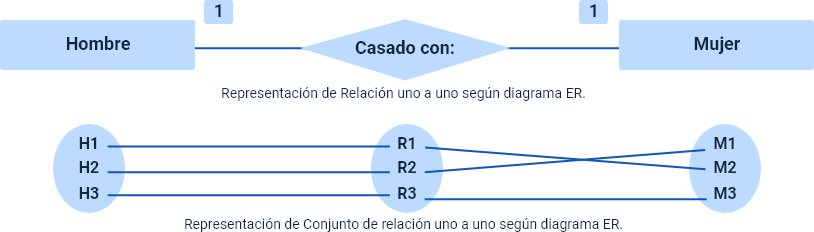 1 1
Hombre Casado con: Mujer
Representación de Relación uno a uno según diagrama ER.
H1 R1 M1
H2 R2 M2
H3 R3 M3
Representación de Conjunto de relación uno a uno según diagrama ER.